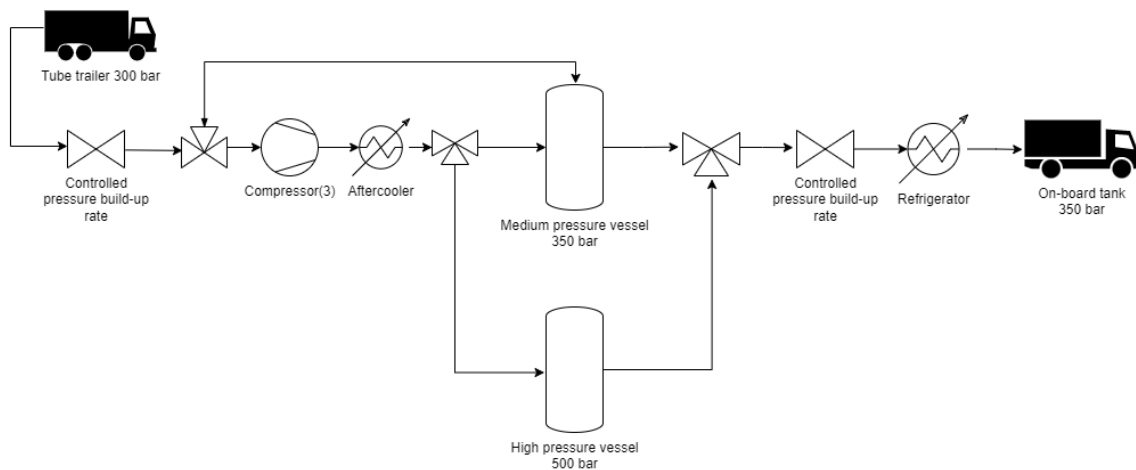 Tube trailer 300 bar
Controlled
pressure build-up
rate
Compressor(3)
Aftercooler
Medium pressure vessel
350 bar
Controlled
pressure build-up
rate
Refrigerator
On-board tank
350 bar
High pressure vessel
500 bar